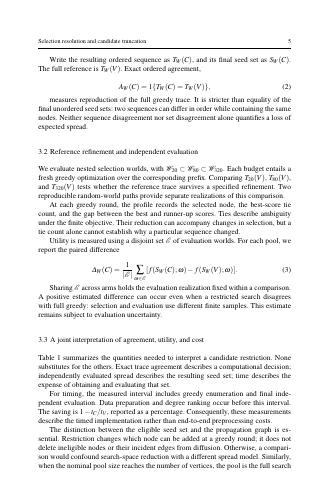 Selection resolution and candidate truncation 5
Write the resulting ordered sequence as T_W(C), and its final seed set as S_W(C).
The full reference is T_W(V). Exact ordered agreement,
A_W(C) = 1{T_W(C) = T_W(V)}, (2)
measures reproduction of the full greedy trace. It is stricter than equality of the
final unordered seed sets: two sequences can differ in order while containing the same
nodes. Neither sequence disagreement nor set disagreement alone quantifies a loss of
expected spread.
3.2 Reference refinement and independent evaluation
We evaluate nested selection worlds, with 𝒲20 ⊂ 𝒲80 ⊂ 𝒲320. Each budget entails a
fresh greedy optimization over the corresponding prefix. Comparing T20(V), T80(V),
and T320(V) tests whether the reference trace survives a specified refinement. Two
reproducible random-world paths provide separate realizations of this comparison.
At each greedy round, the profile records the selected node, the best-score tie
count, and the gap between the best and runner-up scores. Ties describe ambiguity
under the finite objective. Their reduction can accompany changes in selection, but a
tie count alone cannot establish why a particular sequence changed.
Utility is measured using a disjoint set ℰ of evaluation worlds. For each pool, we
report the paired difference
Δ_W(C) = 1/|ℰ| ∑_{ω∈ℰ} [f(S_W(C); ω) − f(S_W(V); ω)]. (3)
Sharing ℰ across arms holds the evaluation realization fixed within a comparison.
A positive estimated difference can occur even when a restricted search disagrees
with full greedy: selection and evaluation use different finite samples. This estimate
remains subject to evaluation uncertainty.
3.3 A joint interpretation of agreement, utility, and cost
Table 1 summarizes the quantities needed to interpret a candidate restriction. None
substitutes for the others. Exact trace agreement describes a computational decision;
independently evaluated spread describes the resulting seed set; time describes the
expense of obtaining and evaluating that set.
For timing, the measured interval includes greedy enumeration and final inde-
pendent evaluation. Data preparation and degree ranking occur before this interval.
The saving is 1 − t_C/t_V, reported as a percentage. Consequently, these measurements
describe the timed implementation rather than end-to-end preprocessing costs.
The distinction between the eligible seed set and the propagation graph is es-
sential. Restriction changes which node can be added at a greedy round; it does not
delete ineligible nodes or their incident edges from diffusion. Otherwise, a compari-
son would confound search-space reduction with a different spread model. Similarly,
when the nominal pool size reaches the number of vertices, the pool is the full search